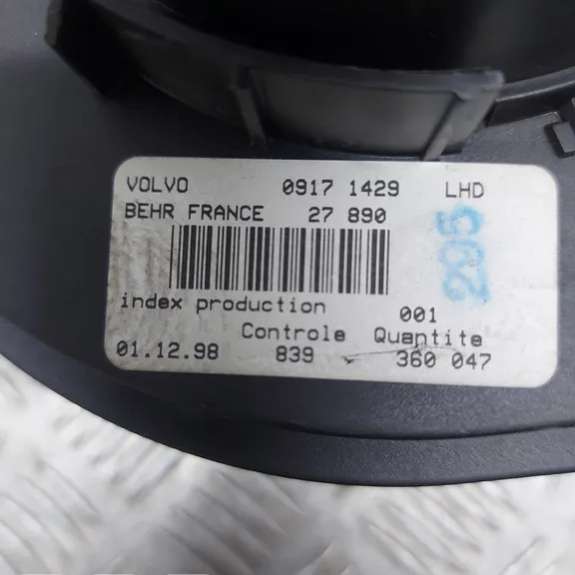 VOLVO 0917 1429 LHD
BEHR FRANCE 27 890
295
index production 001
Controle Quantite
01.12.98 839 360 047